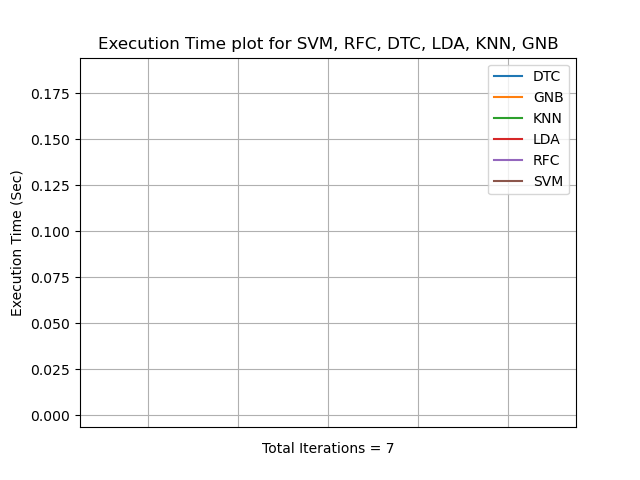 Execution Time plot for SVM, RFC, DTC, LDA, KNN, GNB
DTC
GNB
KNN
LDA
RFC
SVM
0.175
0.150
0.125
0.100
0.075
0.050
0.025
0.000
Execution Time (Sec)
Total Iterations = 7